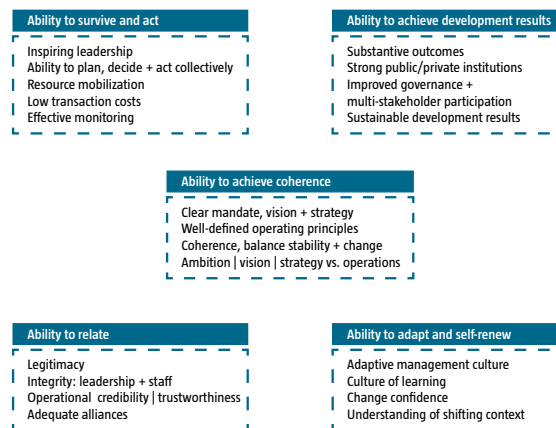 Ability to survive and act
Inspiring leadership
Ability to plan, decide + act collectively
Resource mobilization
Low transaction costs
Effective monitoring
Ability to achieve development results
Substantive outcomes
Strong public/private institutions
Improved governance +
multi-stakeholder participation
Sustainable development results
Ability to achieve coherence
Clear mandate, vision + strategy
Well-defined operating principles
Coherence, balance stability + change
Ambition | vision | strategy vs. operations
Ability to relate
Legitimacy
Integrity: leadership + staff
Operational credibility | trustworthiness
Adequate alliances
Ability to adapt and self-renew
Adaptive management culture
Culture of learning
Change confidence
Understanding of shifting context